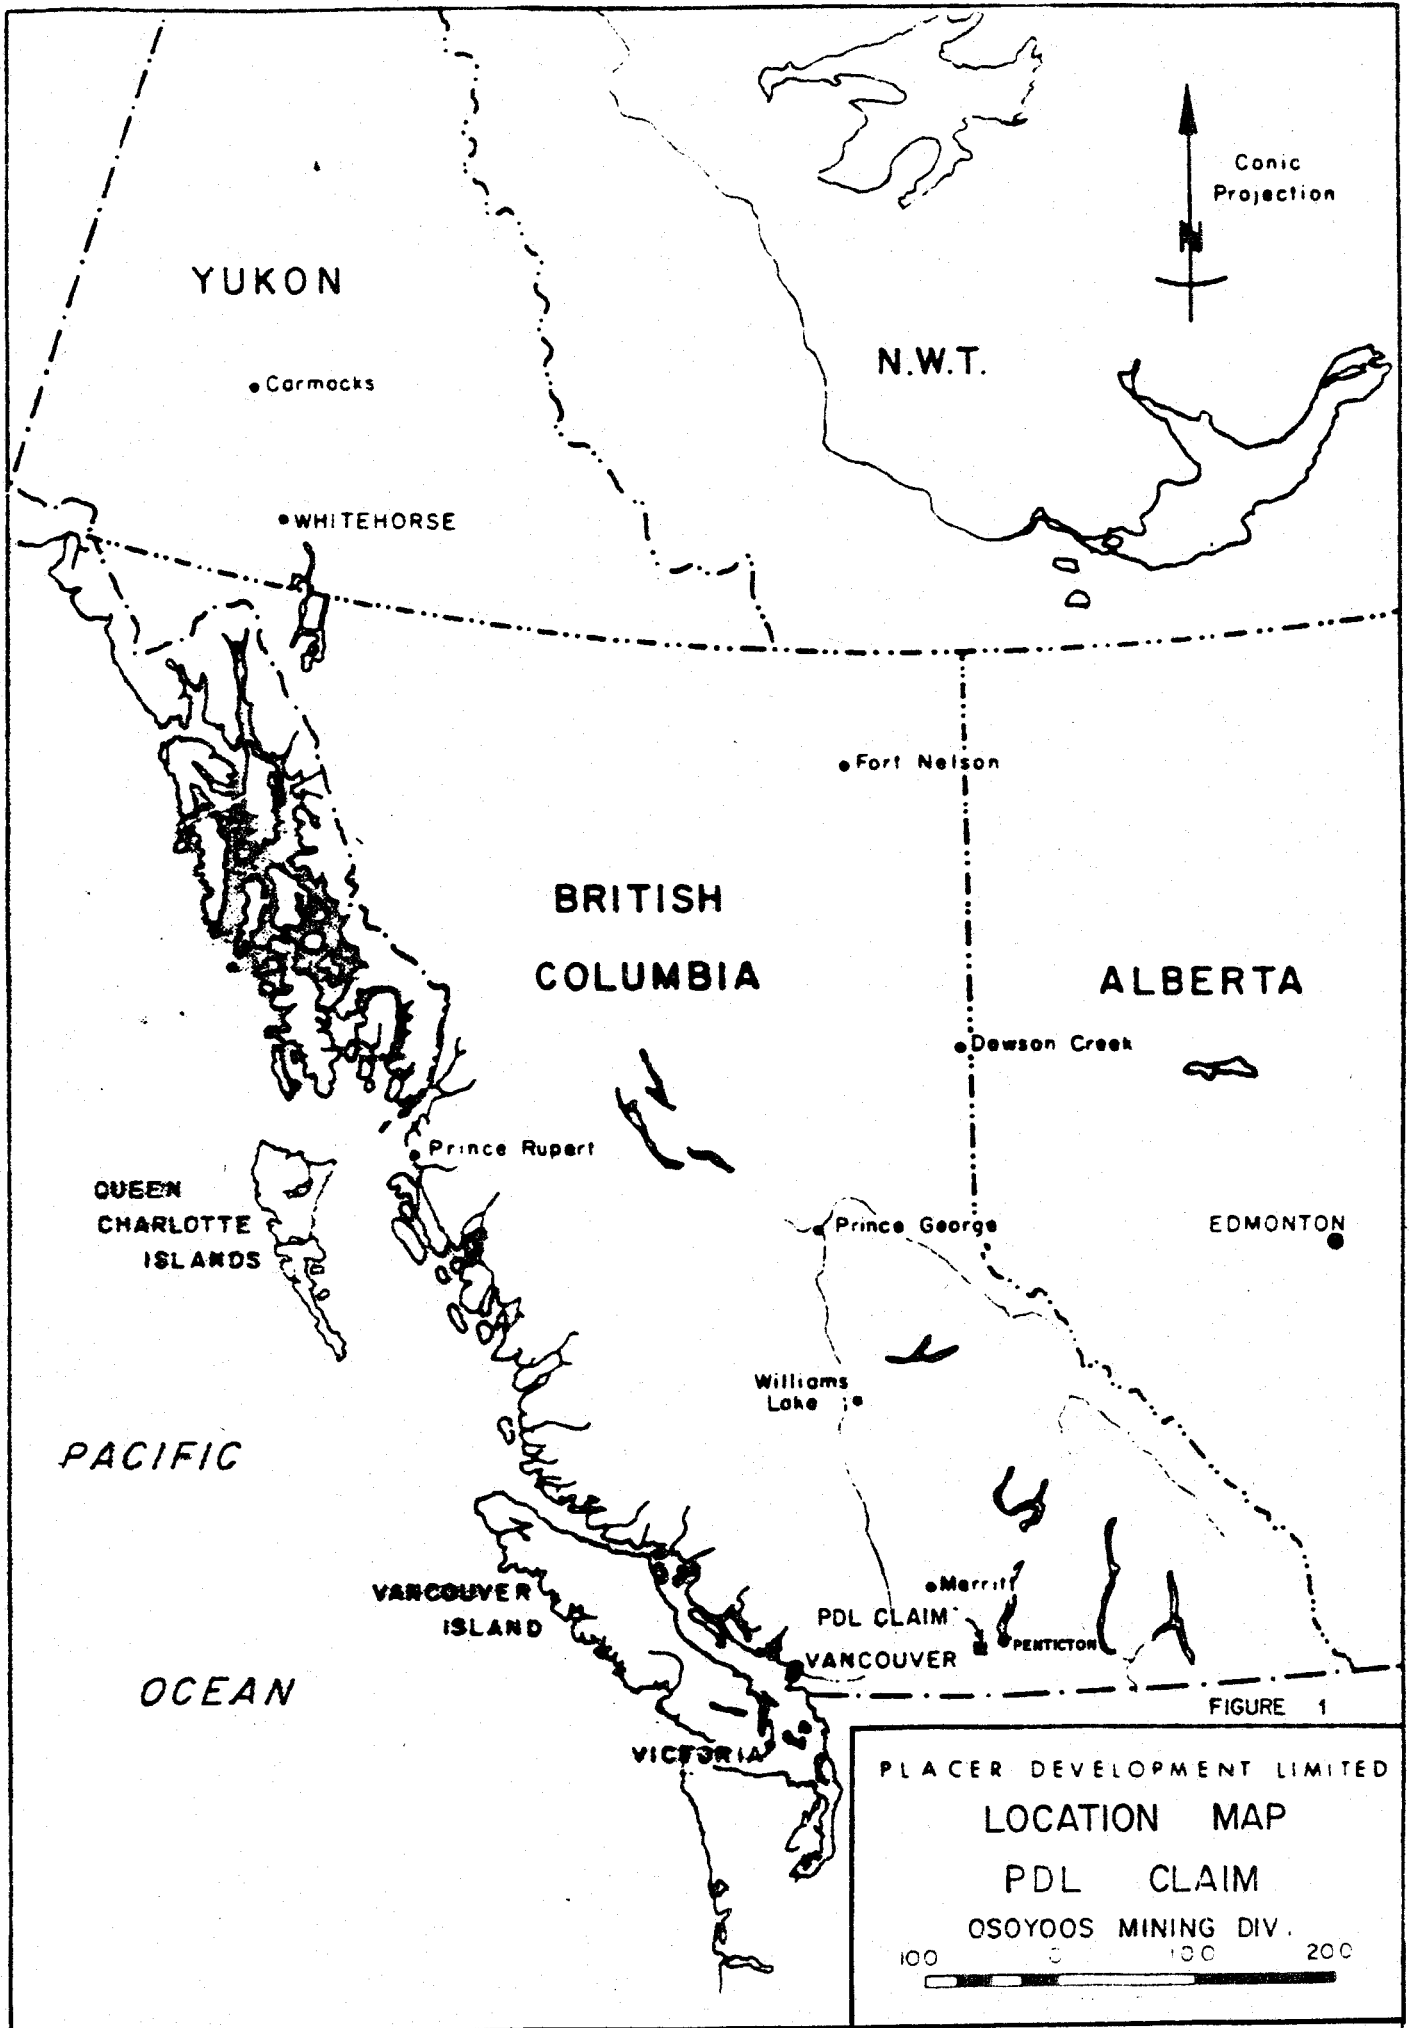 Conic
Projection
N
YUKON
N.W.T.
Carmacks
WHITEHORSE
Fort Nelson
BRITISH
COLUMBIA
ALBERTA
Dawson Creek
Prince Rupert
QUEEN
CHARLOTTE
ISLANDS
Prince George
EDMONTON
Williams
Lake
PACIFIC
OCEAN
VANCOUVER
ISLAND
Merritt
PDL CLAIM
PENTICTON
VANCOUVER
VICTORIA
FIGURE 1
PLACER DEVELOPMENT LIMITED
LOCATION MAP
PDL CLAIM
OSOYOOS MINING DIV.
100 0 100 200